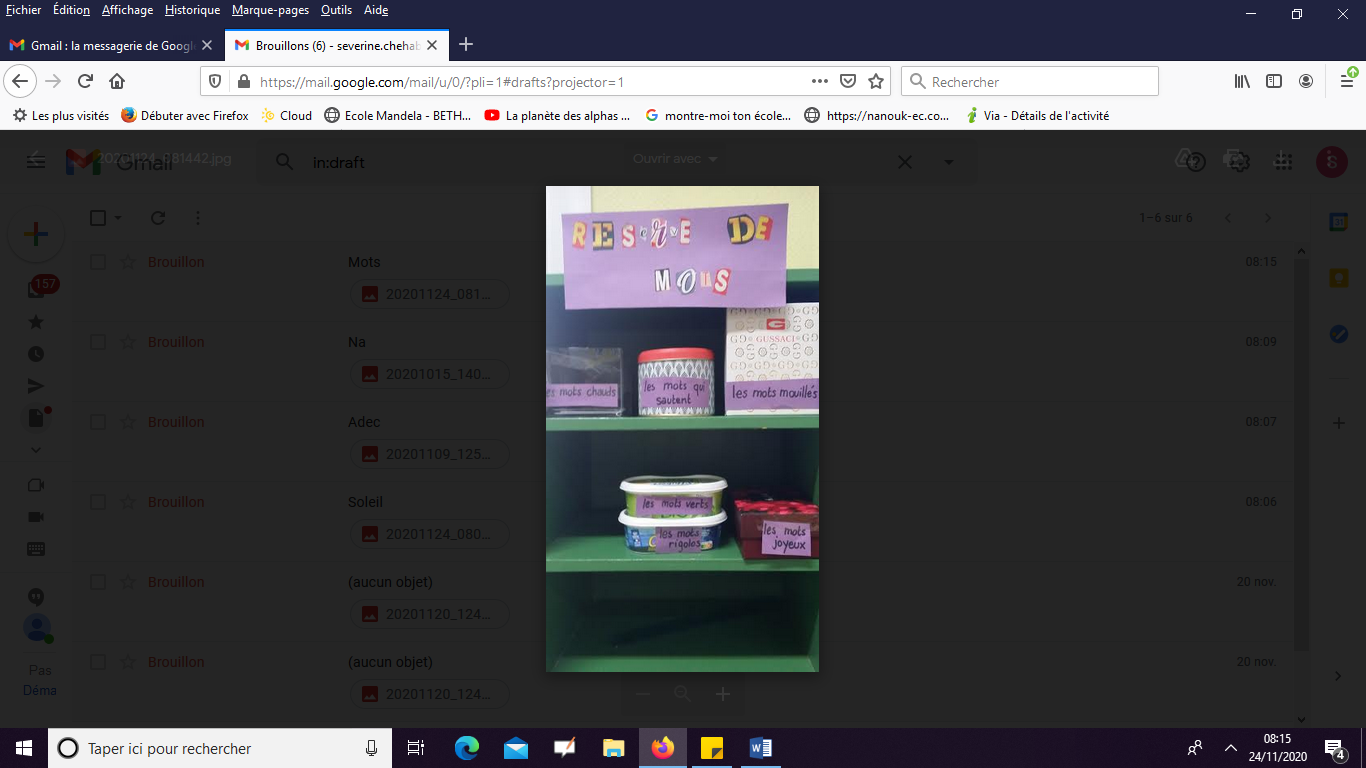 Fichier Édition Affichage Historique Marque-pages Outils Aide
Gmail : la messagerie de Googl
Brouillons (6) - severine.chehab
https://mail.google.com/mail/u/0/?pli=1#drafts?projector=1
Rechercher
Les plus visités Débuter avec Firefox Cloud Ecole Mandela - BETH... La planète des alphas ... montre-moi ton école... https://nanouk-ec.co... Via - Détails de l'activité
20201124_081442.jpg
Gmail
in:draft
Ouvrir avec
1–6 sur 6
157
Brouillon Mots 08:15
20201124_081...
Brouillon Na 08:09
20201015_140...
Brouillon Adec 08:07
20201109_125...
Brouillon Soleil 08:06
20201124_080...
Brouillon (aucun objet) 20 nov.
20201120_124...
Brouillon (aucun objet) 20 nov.
20201120_124...
Pas
Déma
RESERVE DE
MOTS
GUSSACI
les mots chauds
les mots qui
sautent
les mots mouillés
les mots verts
les mots
rigolos
les mots
joyeux
Taper ici pour rechercher
08:15
24/11/2020
4